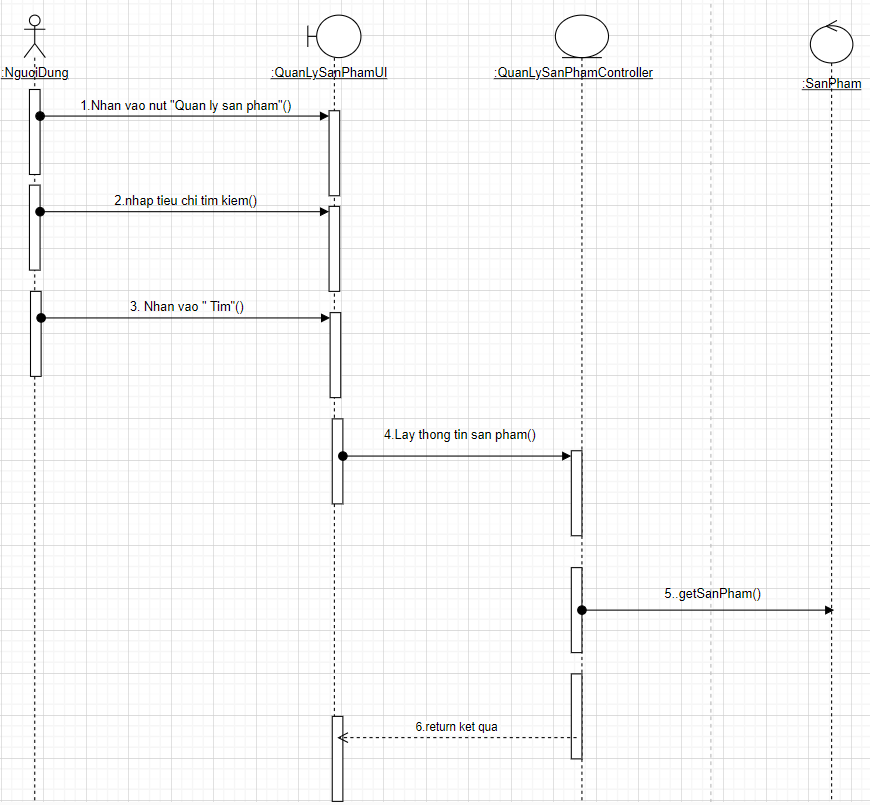 :NguoiDung
:QuanLySanPhamUI
:QuanLySanPhamController
:SanPham
1.Nhan vao nut "Quan ly san pham"()
2.nhap tieu chi tim kiem()
3. Nhan vao " Tim"()
4.Lay thong tin san pham()
5..getSanPham()
6.return ket qua